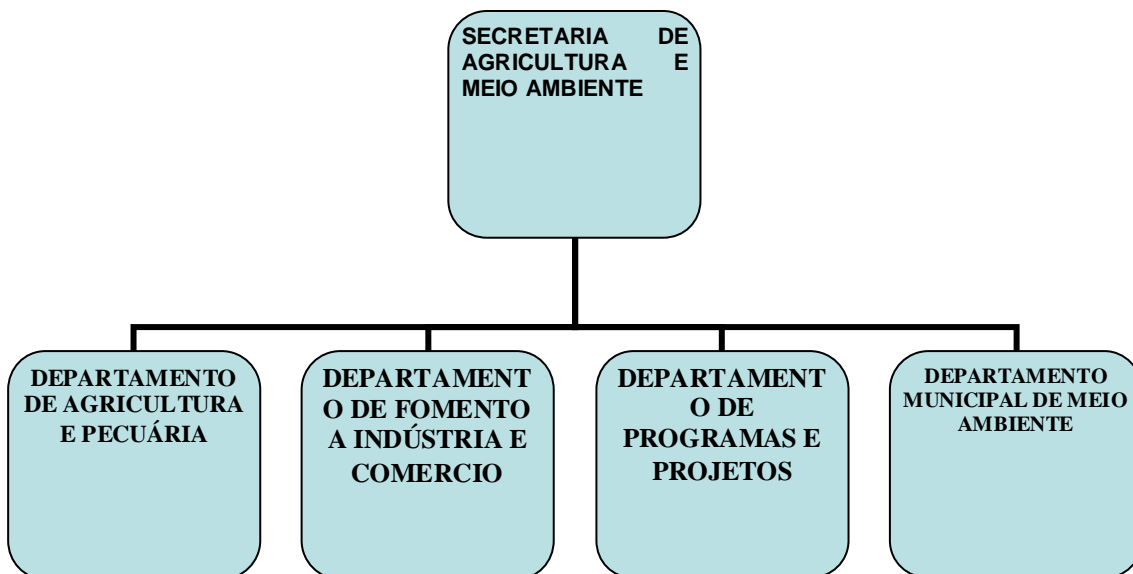 SECRETARIA DE
AGRICULTURA E
MEIO AMBIENTE
DEPARTAMENTO
DE AGRICULTURA
E PECUÁRIA
DEPARTAMENT
O DE FOMENTO
A INDÚSTRIA E
COMERCIO
DEPARTAMENT
O DE
PROGRAMAS E
PROJETOS
DEPARTAMENTO
MUNICIPAL DE MEIO
AMBIENTE